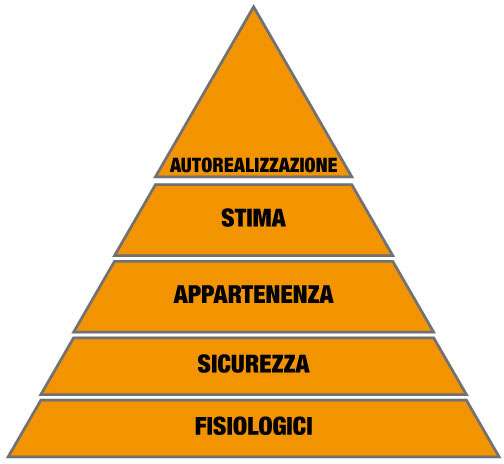 AUTOREALIZZAZIONE
STIMA
APPARTENENZA
SICUREZZA
FISIOLOGICI